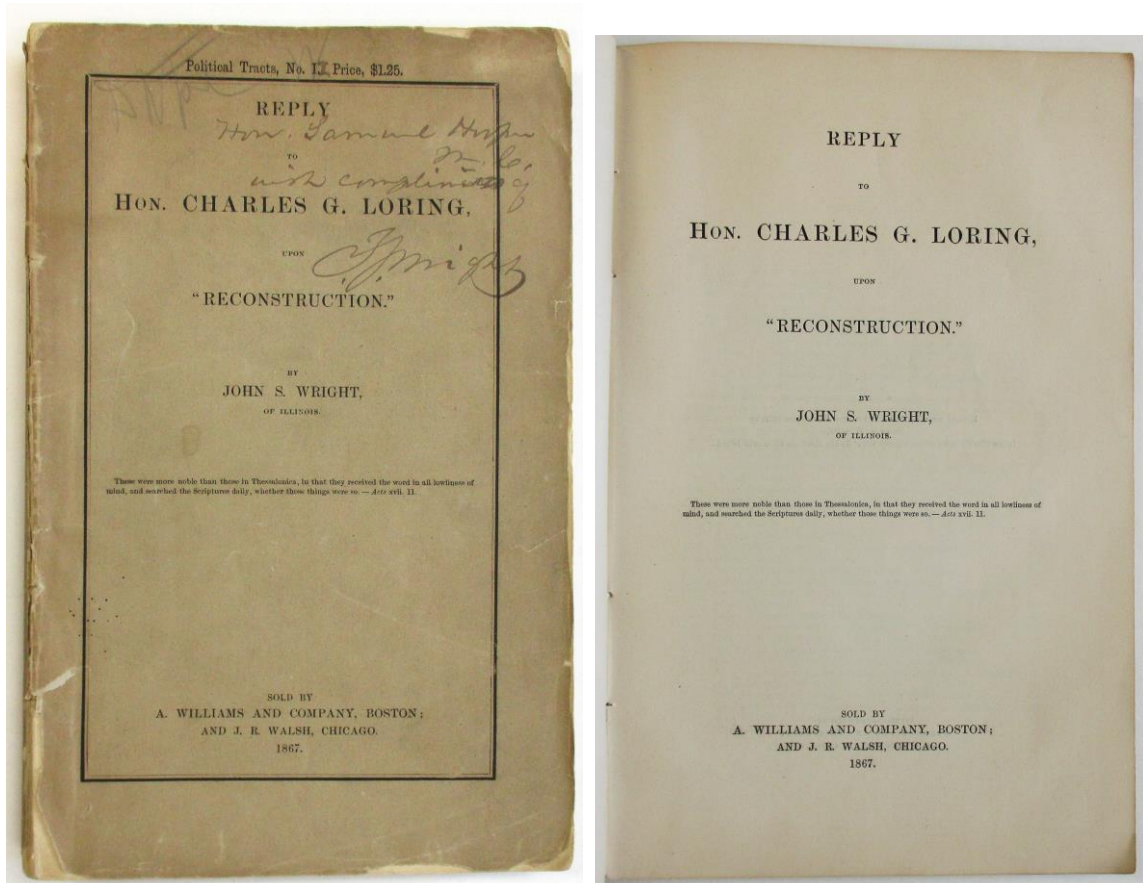 Political Tracts, No. I. Price, $1.25.
REPLY
Hon. Samuel
TO
M. C.
with compliments of
HON. CHARLES G. LORING,
UPON
Wright
“RECONSTRUCTION.”
BY
JOHN S. WRIGHT,
OF ILLINOIS.
These were more noble than those in Thessalonica, in that they received the word in all lowliness of
mind, and searched the Scriptures daily, whether those things were so. — Acts xvii. 11.
SOLD BY
A. WILLIAMS AND COMPANY, BOSTON;
AND J. R. WALSH, CHICAGO.
1867.
REPLY
TO
HON. CHARLES G. LORING,
UPON
“RECONSTRUCTION.”
BY
JOHN S. WRIGHT,
OF ILLINOIS.
These were more noble than those in Thessalonica, in that they received the word in all lowliness of
mind, and searched the Scriptures daily, whether those things were so. — Acts xvii. 11.
SOLD BY
A. WILLIAMS AND COMPANY, BOSTON;
AND J. R. WALSH, CHICAGO.
1867.